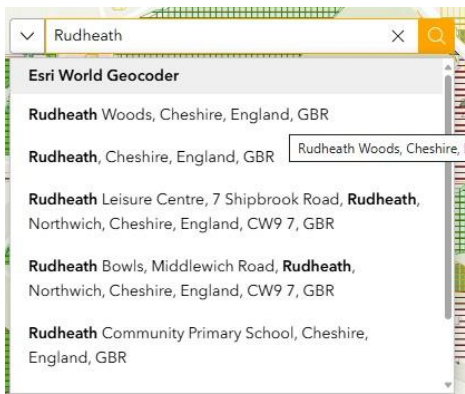 Rudheath
Esri World Geocoder
Rudheath Woods, Cheshire, England, GBR
Rudheath, Cheshire, England, GBR
Rudheath Woods, Cheshire,
Rudheath Leisure Centre, 7 Shipbrook Road, Rudheath,
Northwich, Cheshire, England, CW9 7, GBR
Rudheath Bowls, Middlewich Road, Rudheath,
Northwich, Cheshire, England, CW9 7, GBR
Rudheath Community Primary School, Cheshire,
England, GBR